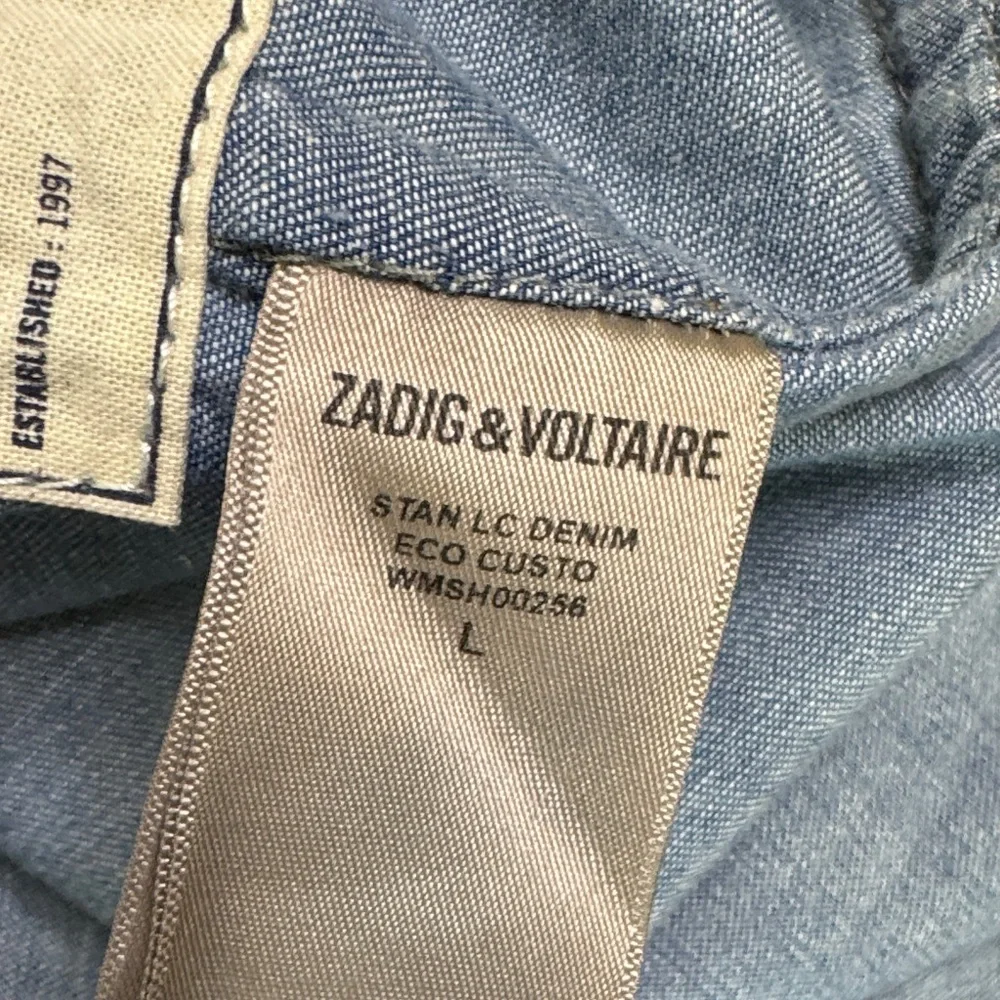 ESTABLISHED : 1997
ZADIG&VOLTAIRE
STAN LC DENIM
ECO CUSTO
WMSH00256
L